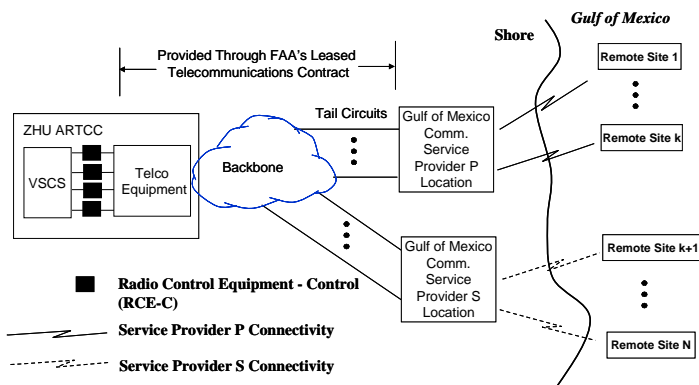 Gulf of Mexico
Shore
Provided Through FAA's Leased
Telecommunications Contract
Remote Site 1
Tail Circuits
ZHU ARTCC
VSCS
Telco
Equipment
Backbone
Gulf of Mexico
Comm.
Service
Provider P
Location
Remote Site k
Gulf of Mexico
Comm.
Service
Provider S
Location
Remote Site k+1
Remote Site N
Radio Control Equipment - Control
(RCE-C)
Service Provider P Connectivity
Service Provider S Connectivity